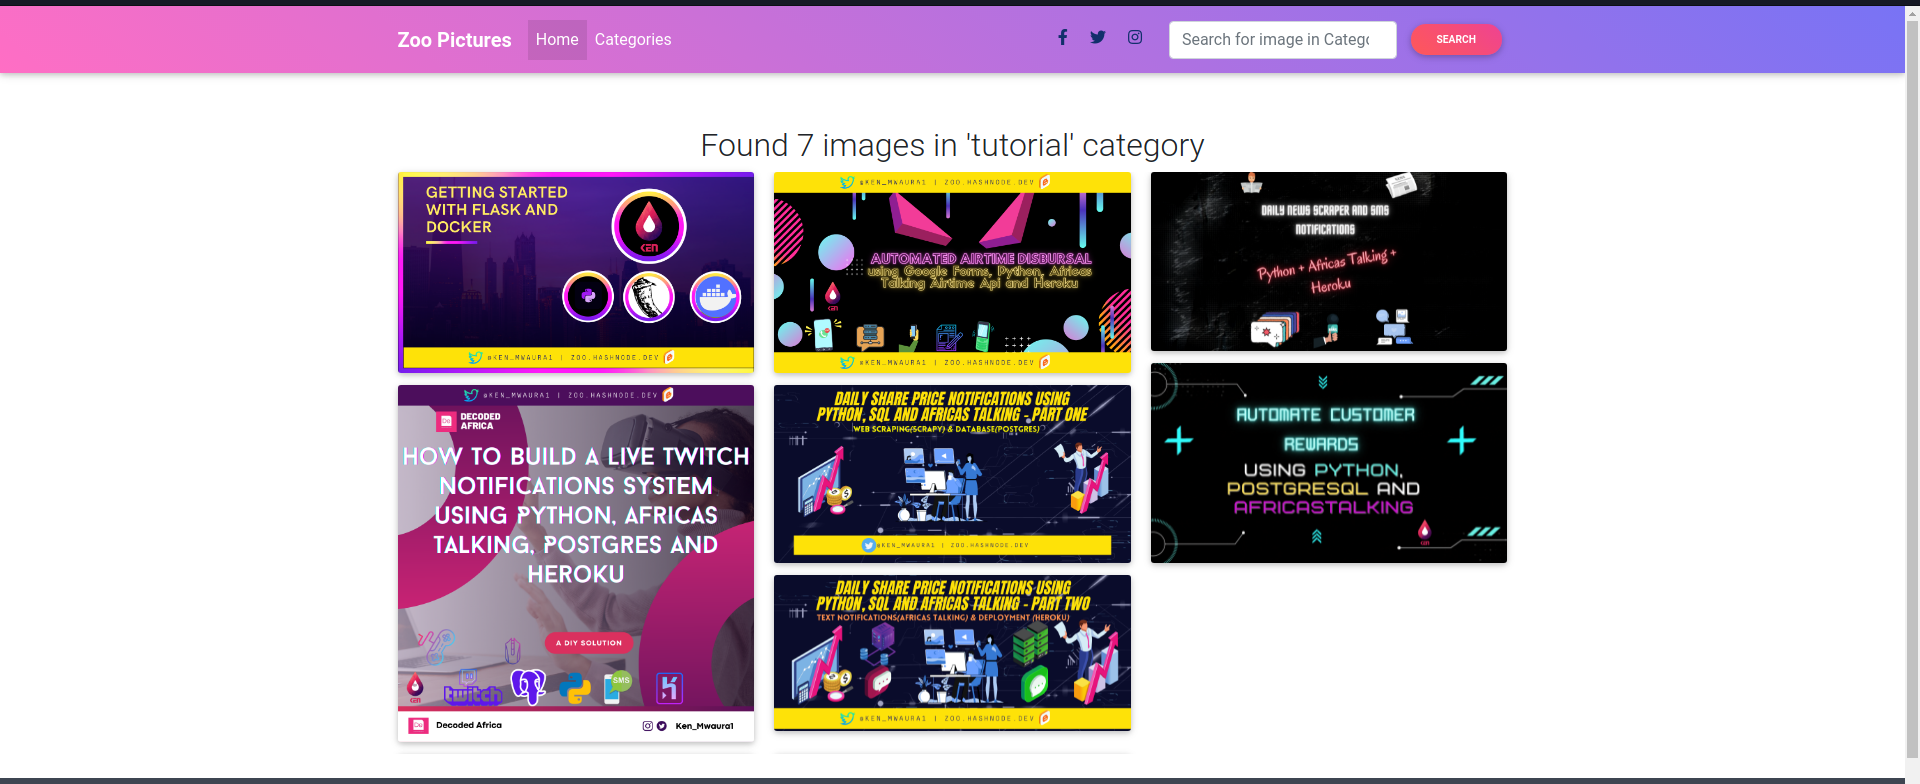 Zoo Pictures
Home
Categories
Search for image in Catego
SEARCH
Found 7 images in 'tutorial' category
GETTING STARTED
WITH FLASK AND
DOCKER
KEN
@KEN_MWAURA1 | ZOO.HASHNODE.DEV
@KEN_MWAURA1 | ZOO.HASHNODE.DEV
DECODED
AFRICA
HOW TO BUILD A LIVE TWITCH
NOTIFICATIONS SYSTEM
USING PYTHON, AFRICAS
TALKING, POSTGRES AND
HEROKU
A DIY SOLUTION
twitch
SMS
Decoded Africa
Ken_Mwaura1
@KEN_MWAURA1 | ZOO.HASHNODE.DEV
AUTOMATED AIRTIME DISBURSAL
using Google Forms, Python, Africas
Talking Airtime Api and Heroku
@KEN_MWAURA1 | ZOO.HASHNODE.DEV
DAILY SHARE PRICE NOTIFICATIONS USING
PYTHON, SQL AND AFRICAS TALKING - PART ONE
WEB SCRAPING(SCRAPY) & DATABASE(POSTGRES)
@KEN_MWAURA1 | ZOO.HASHNODE.DEV
DAILY SHARE PRICE NOTIFICATIONS USING
PYTHON, SQL AND AFRICAS TALKING - PART TWO
TEXT NOTIFICATIONS(AFRICAS TALKING) & DEPLOYMENT (HEROKU)
@KEN_MWAURA1 | ZOO.HASHNODE.DEV
DAILY NEWS SCRAPER AND SMS
NOTIFICATIONS
Python + Africas Talking +
Heroku
AUTOMATE CUSTOMER
REWARDS
USING PYTHON,
POSTGRESQL AND
AFRICASTALKING